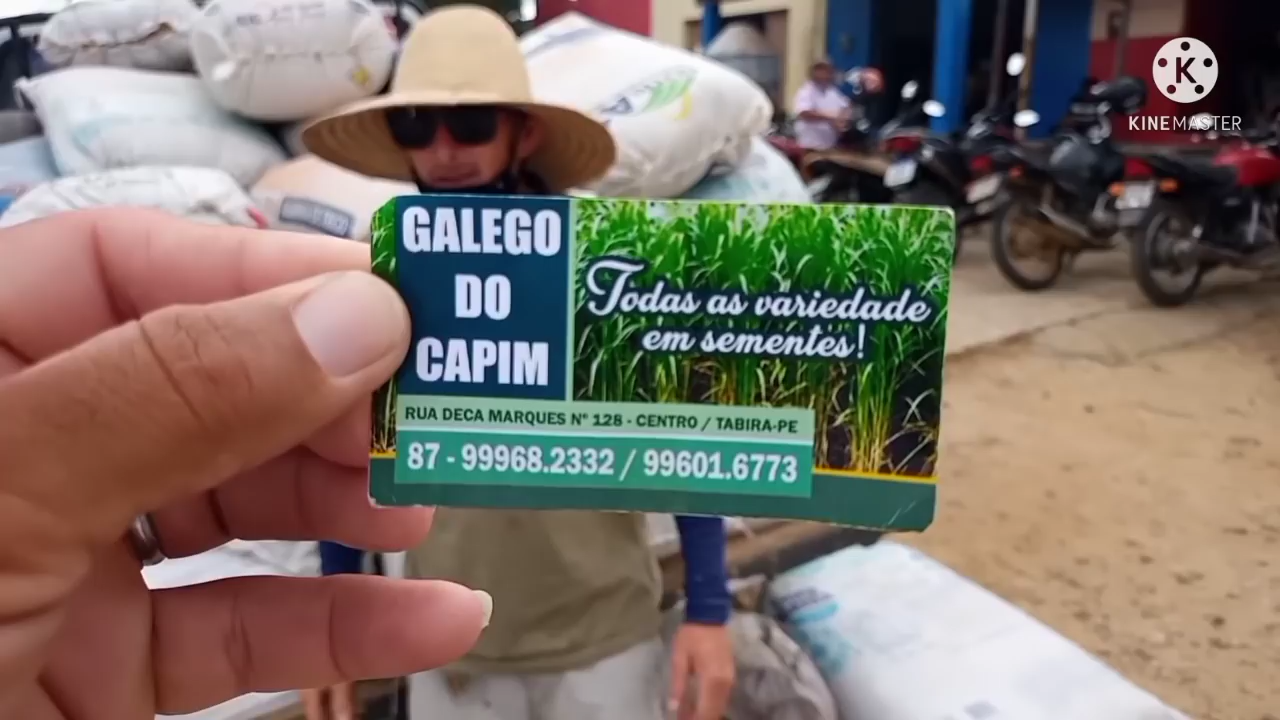 K
KINEMASTER
GALEGO
DO
CAPIM
Todas as variedade
em sementes!
RUA DECA MARQUES Nº 128 - CENTRO / TABIRA-PE
87 - 99968.2332 / 99601.6773